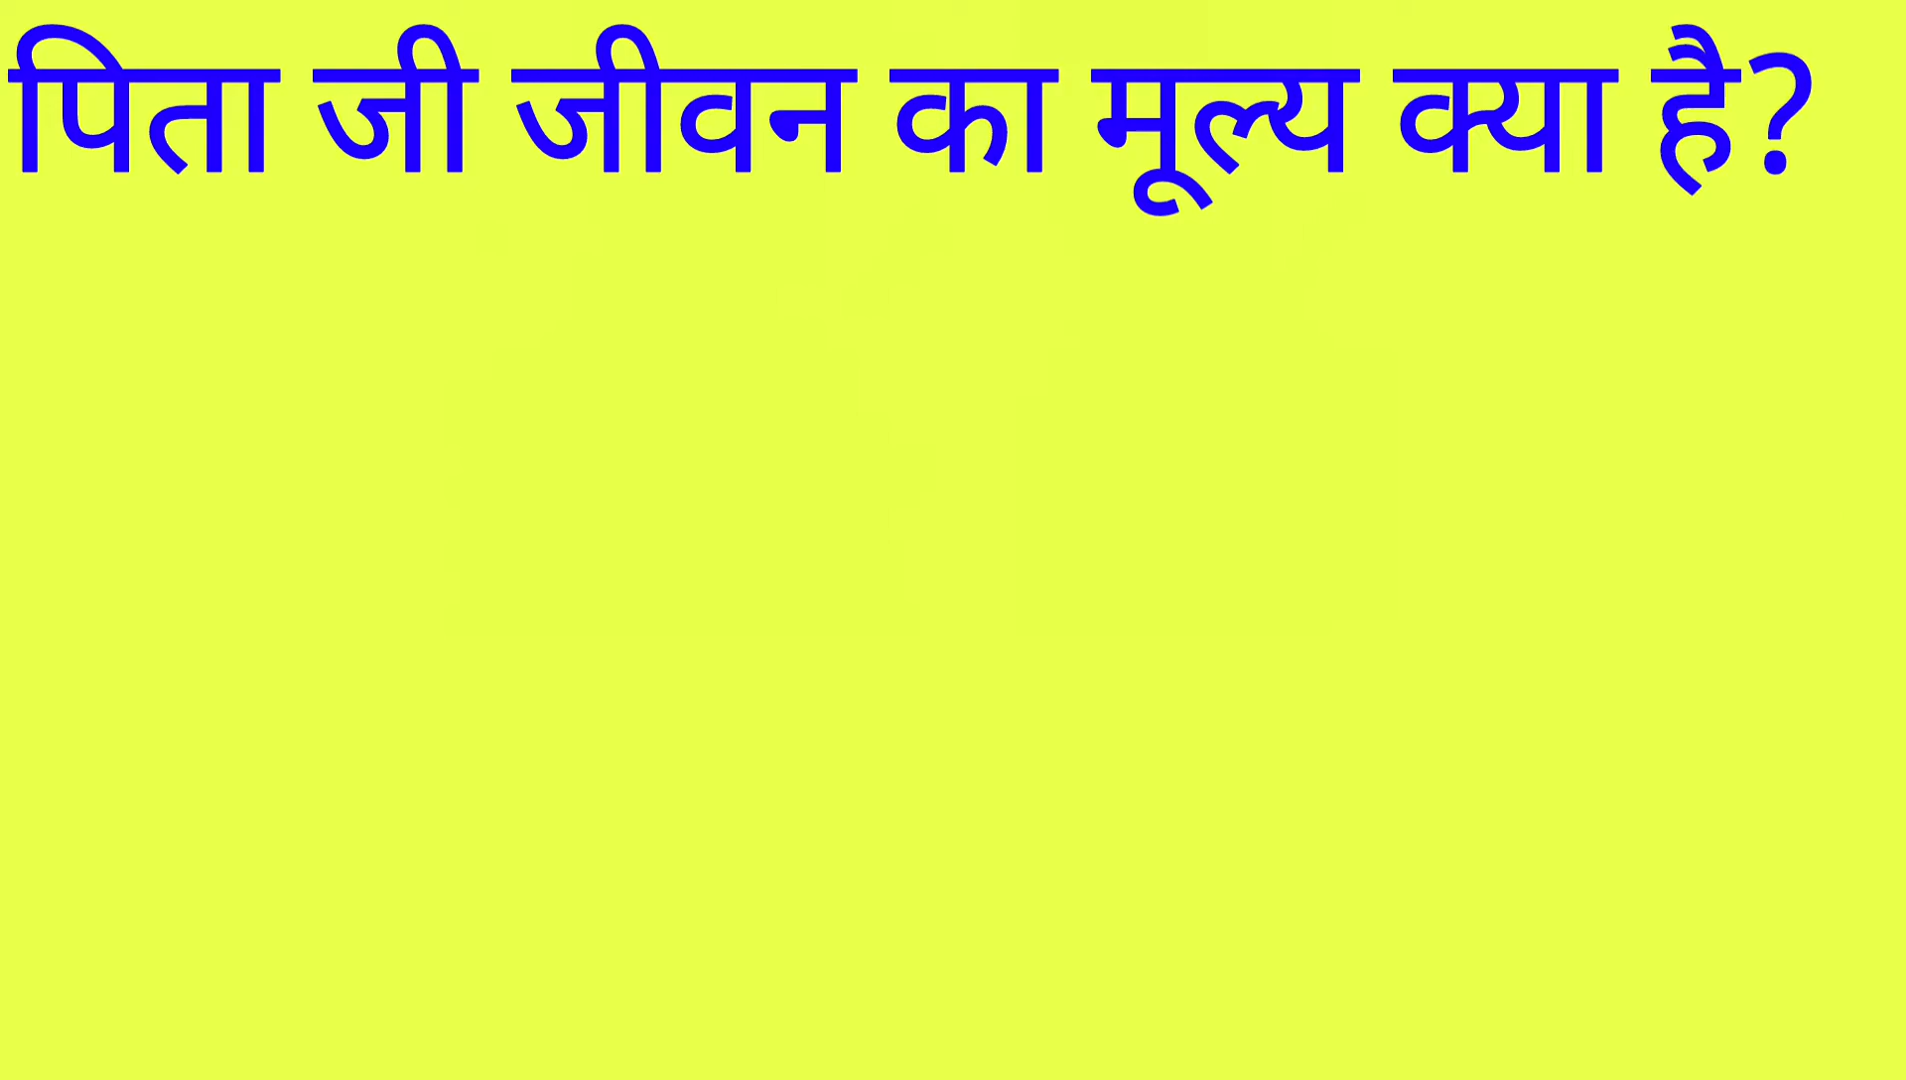 पिता जी जीवन का मूल्य क्या है?